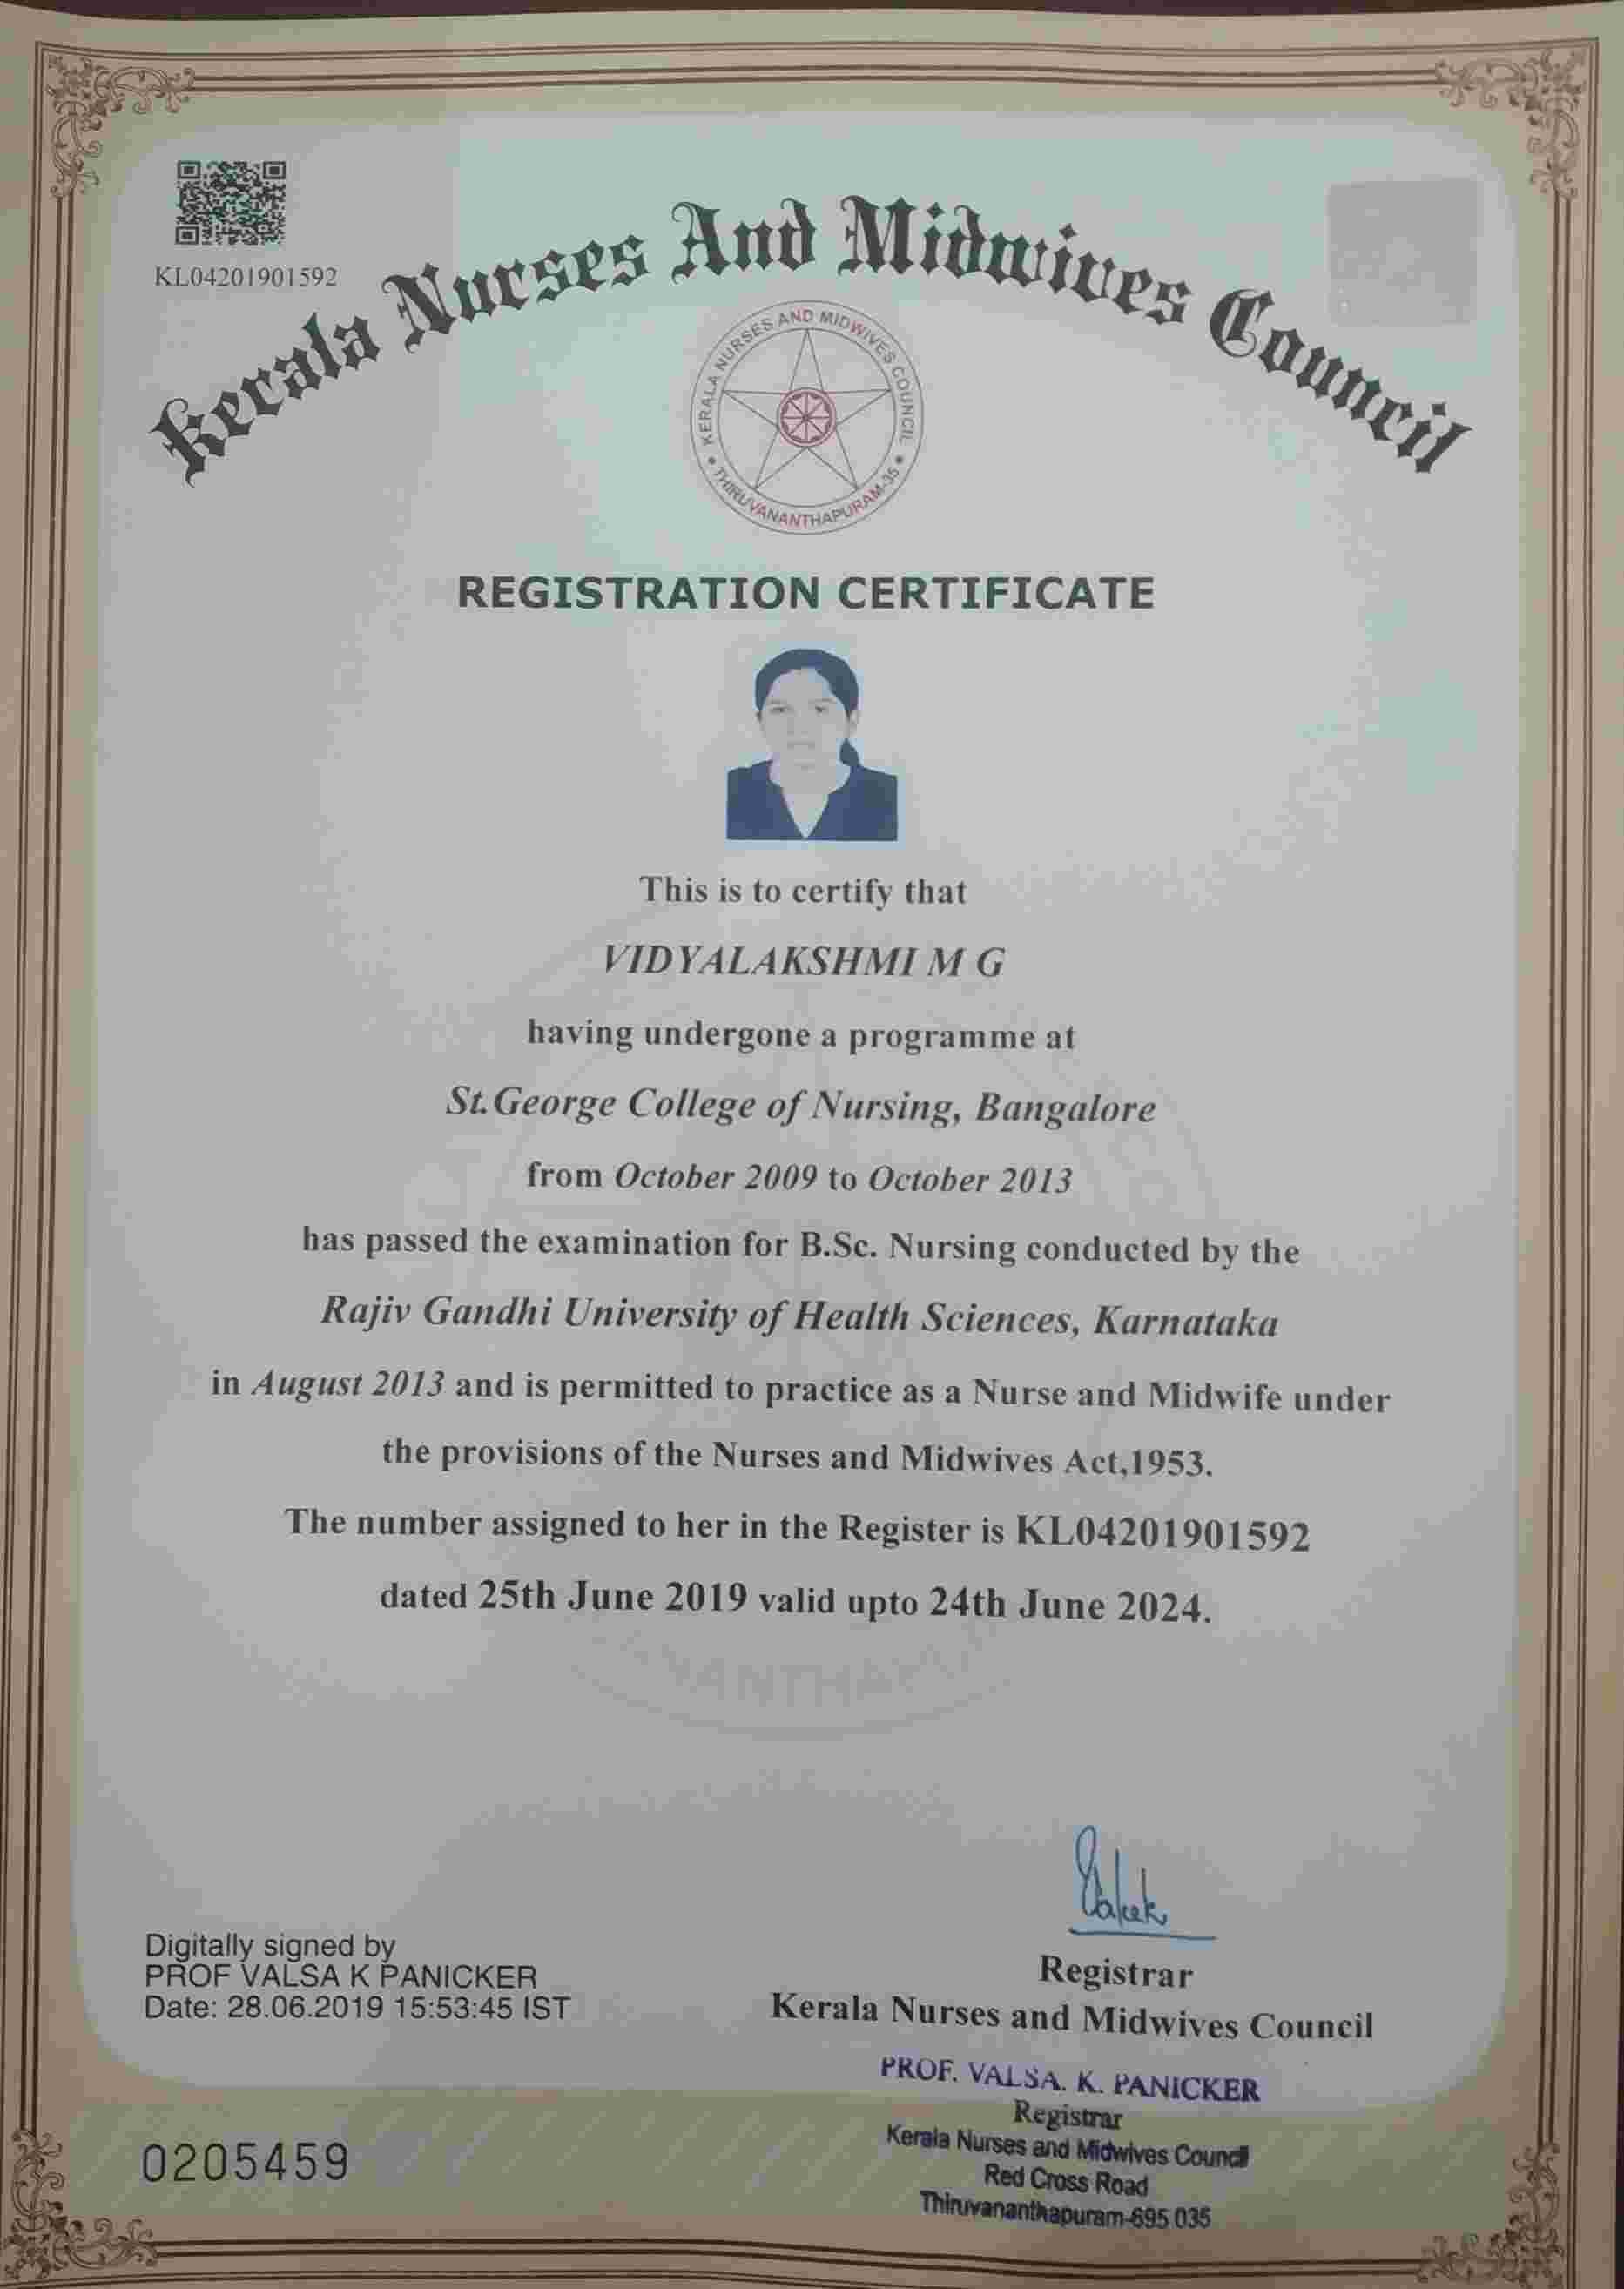 KL04201901592
Kerala Nurses And Midwives Council
KERALA NURSES AND MIDWIVES COUNCIL
THIRUVANANTHAPURAM-35
REGISTRATION CERTIFICATE
This is to certify that
VIDYALAKSHMI M G
having undergone a programme at
St.George College of Nursing, Bangalore
from October 2009 to October 2013
has passed the examination for B.Sc. Nursing conducted by the
Rajiv Gandhi University of Health Sciences, Karnataka
in August 2013 and is permitted to practice as a Nurse and Midwife under
the provisions of the Nurses and Midwives Act,1953.
The number assigned to her in the Register is KL04201901592
dated 25th June 2019 valid upto 24th June 2024.
Digitally signed by
PROF VALSA K PANICKER
Date: 28.06.2019 15:53:45 IST
Registrar
Kerala Nurses and Midwives Council
PROF. VALSA. K. PANICKER
Registrar
Kerala Nurses and Midwives Council
Red Cross Road
Thiruvananthapuram-695 035
0205459